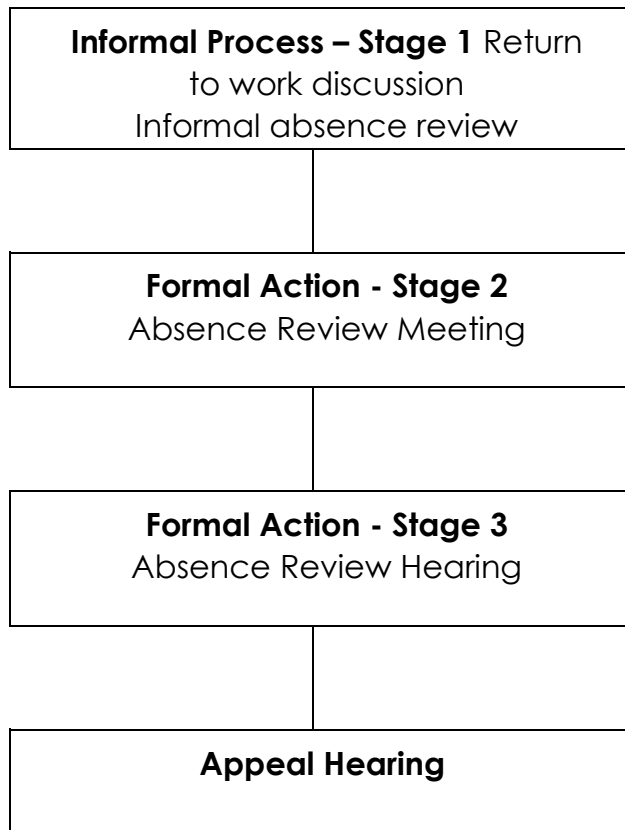 Informal Process – Stage 1 Return
to work discussion
Informal absence review
Formal Action - Stage 2
Absence Review Meeting
Formal Action - Stage 3
Absence Review Hearing
Appeal Hearing